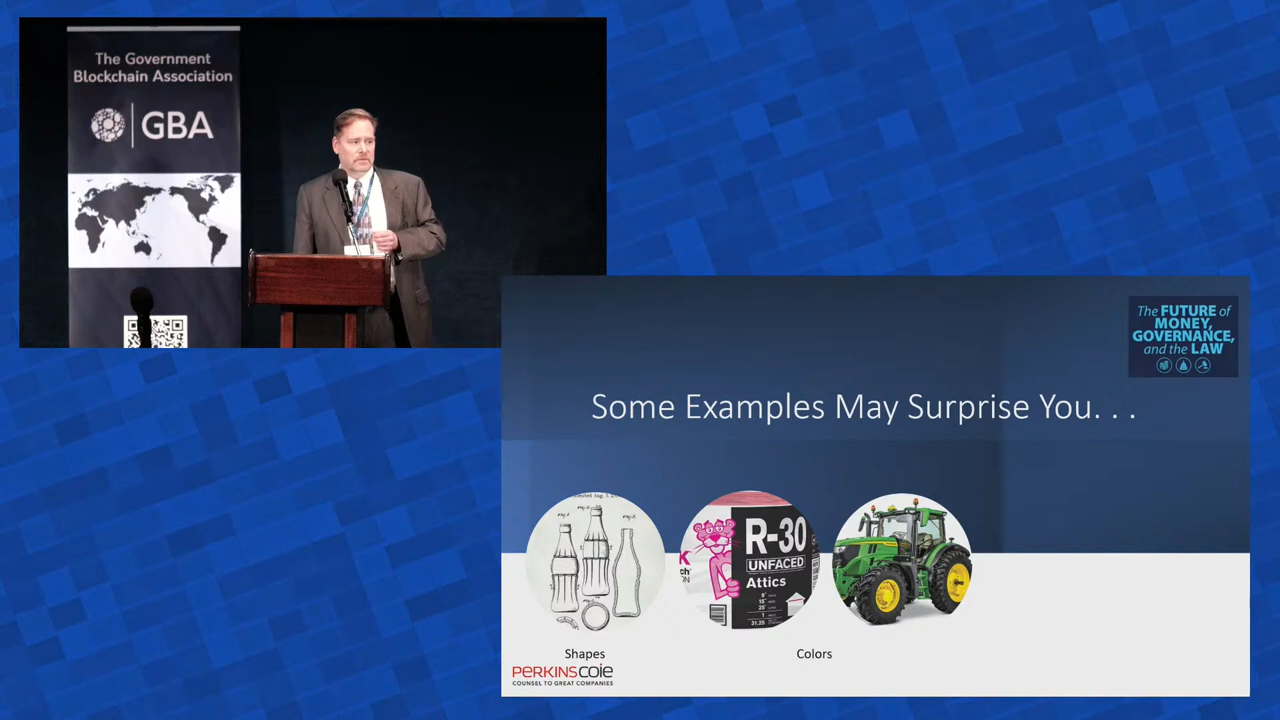 The Government
Blockchain Association
GBA
The FUTURE of
MONEY,
GOVERNANCE,
and the LAW
Some Examples May Surprise You. . .
R-30
UNFACED
Attics
Shapes
Colors
PERKINSCOIE
COUNSEL TO GREAT COMPANIES